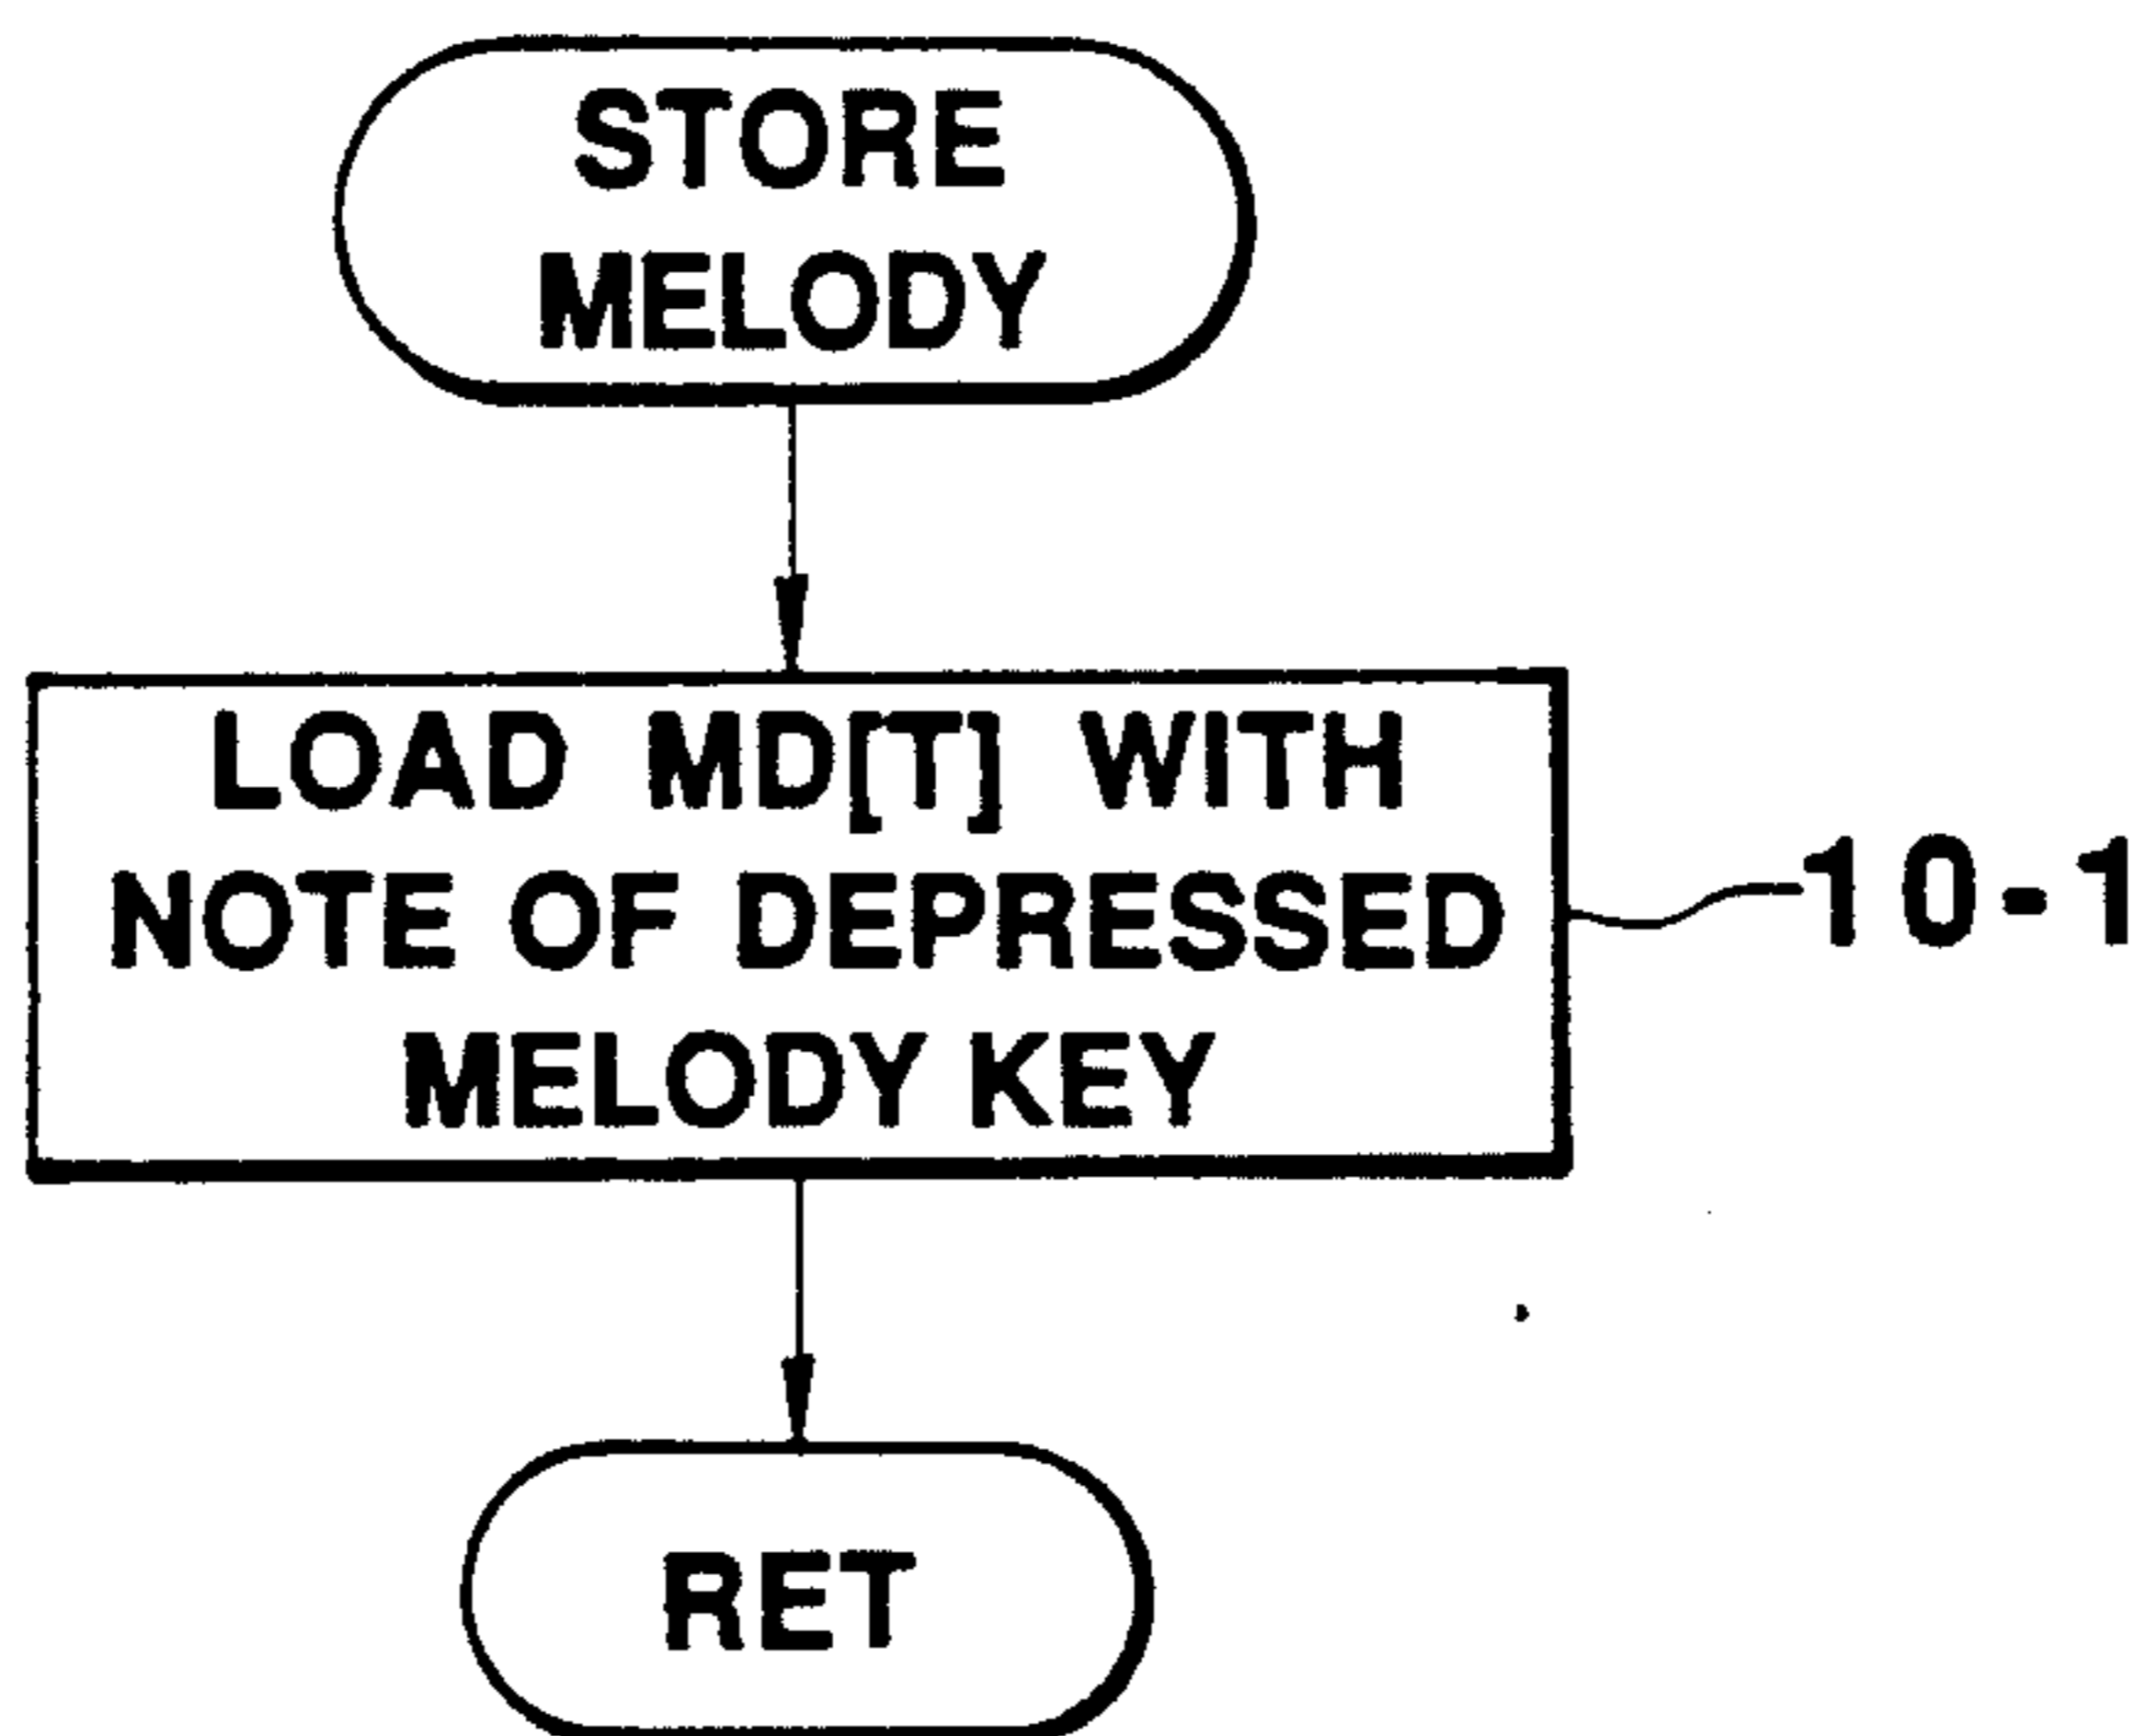 STORE
MELODY
LOAD MD[T] WITH
NOTE OF DEPRESSED
MELODY KEY
10-1
RET